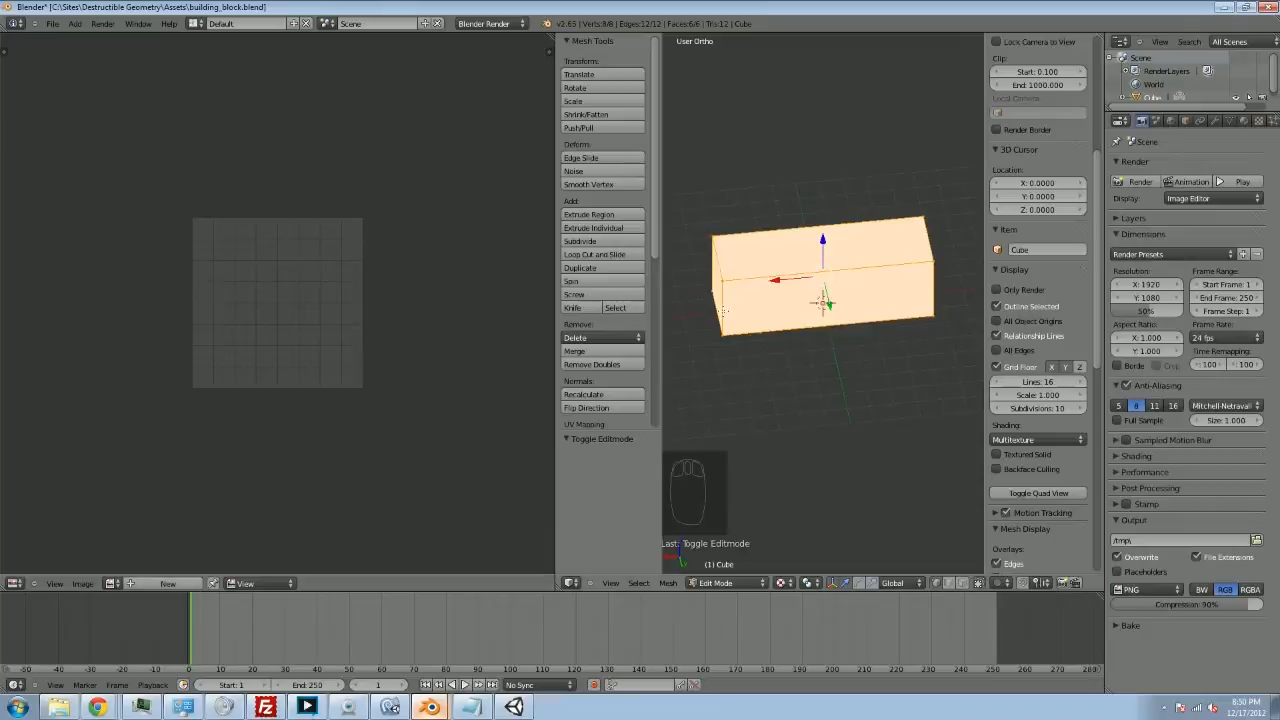 Blender* [C:\Sites\Destructible Geometry\Assets\building_block.blend]
File Add Render Window Help Default Scene Blender Render v2.65 | Verts:8/8 | Edges:12/12 | Faces:6/6 | Tris:12 | Cube
View Search All Scenes
Scene
RenderLayers
World
Cube
Mesh Tools
Transform:
Translate
Rotate
Scale
Shrink/Fatten
Push/Pull
Deform:
Edge Slide
Noise
Smooth Vertex
Add:
Extrude Region
Extrude Individual
Subdivide
Loop Cut and Slide
Duplicate
Spin
Screw
Knife Select
Remove:
Delete
Merge
Remove Doubles
Normals:
Recalculate
Flip Direction
UV Mapping
Toggle Editmode
User Ortho
Last: Toggle Editmode
(1) Cube
Lock Camera to View
Clip:
Start: 0.100
End: 1000.000
Local Camera:
Render Border
3D Cursor
Location:
X: 0.0000
Y: 0.0000
Z: 0.0000
Item
Cube
Display
Only Render
Outline Selected
All Object Origins
Relationship Lines
All Edges
Grid Floor X Y Z
Lines: 16
Scale: 1.000
Subdivisions: 10
Shading:
Multitexture
Textured Solid
Backface Culling
Toggle Quad View
Motion Tracking
Mesh Display
Overlays:
Edges
Scene
Render
Render Animation Play
Display: Image Editor
Layers
Dimensions
Render Presets
Resolution: Frame Range:
X: 1920 Start Frame: 1
Y: 1080 End Frame: 250
50% Frame Step: 1
Aspect Ratio: Frame Rate:
X: 1.000 24 fps
Y: 1.000 Time Remapping:
Borde Crop 100 100
Anti-Aliasing
5 8 11 16 Mitchell-Netraval
Full Sample Size: 1.000
Sampled Motion Blur
Shading
Performance
Post Processing
Stamp
Output
/tmp\
Overwrite File Extensions
Placeholders
PNG BW RGB RGBA
Compression: 90%
Bake
View Image New View
View Select Mesh Edit Mode Global
-50 -40 -30 -20 -10 0 10 20 30 40 50 60 70 80 90 100 110 120 130 140 150 160 170 180 190 200 210 220 230 240 250 260 270 280
View Marker Frame Playback Start: 1 End: 250 1 No Sync
8:50 PM
12/17/2012